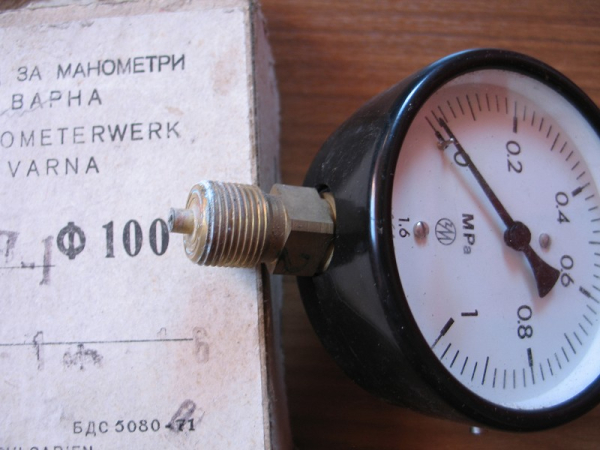 ЗА МАНОМЕТРИ
ВАРНА
OMETERWERK
VARNA
Ф 100
БДС 5080-71
0
0.2
0.4
0.6
0.8
1
MPa
1.6